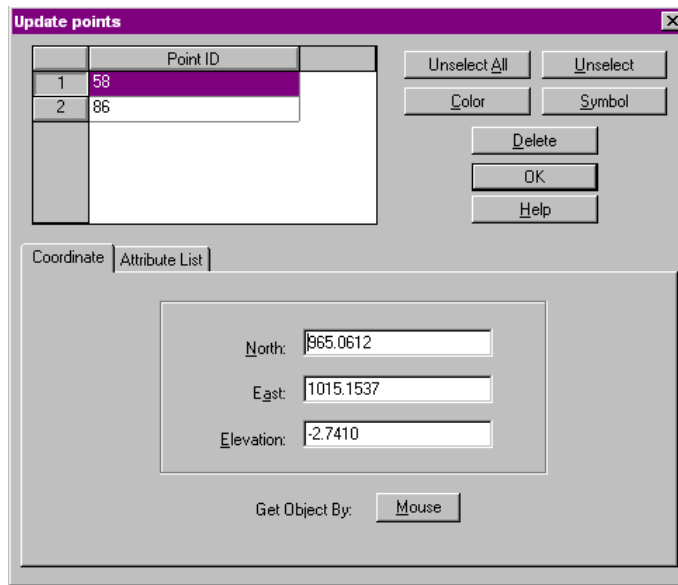 Update points
Point ID
1 58
2 86
Unselect All Unselect
Color Symbol
Delete
OK
Help
Coordinate Attribute List
North: 965.0612
East: 1015.1537
Elevation: -2.7410
Get Object By: Mouse